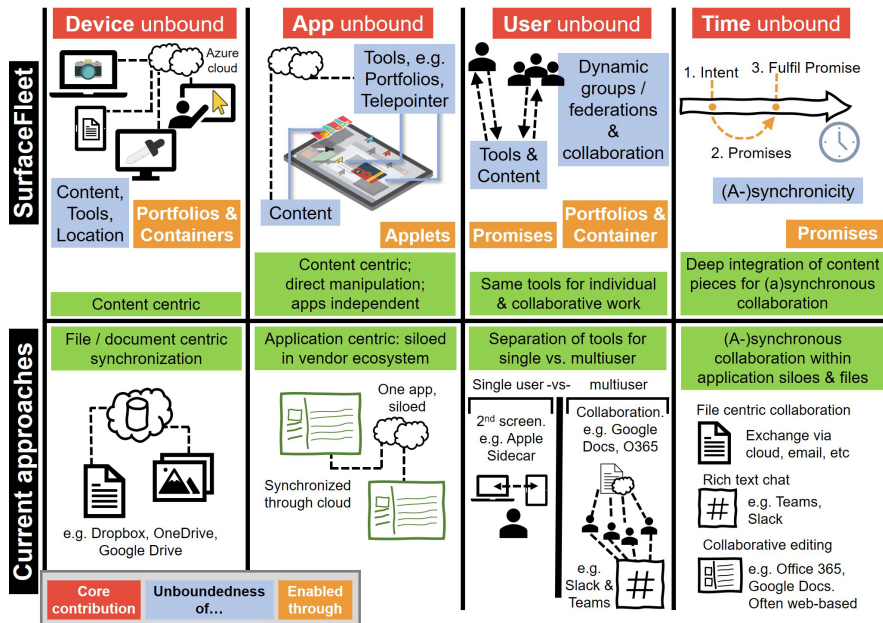 SurfaceFleet
Device unbound
Azure
cloud
Content,
Tools,
Location
Portfolios &
Containers
Content centric
App unbound
Tools, e.g.
Portfolios,
Telepointer
Content
Applets
Content centric;
direct manipulation;
apps independent
User unbound
Dynamic
groups /
federations
&
collaboration
Tools &
Content
Promises
Portfolios &
Container
Same tools for individual
& collaborative work
Time unbound
1. Intent
3. Fulfil Promise
2. Promises
(A-)synchronicity
Promises
Deep integration of content
pieces for (a)synchronous
collaboration
Current approaches
File / document centric
synchronization
e.g. Dropbox, OneDrive,
Google Drive
Application centric: siloed
in vendor ecosystem
One app,
siloed
Synchronized
through cloud
Separation of tools for
single vs. multiuser
Single user -vs- multiuser
2nd screen.
e.g. Apple
Sidecar
Collaboration.
e.g. Google
Docs, O365
e.g.
Slack &
Teams
#
(A-)synchronous
collaboration within
application siloes & files
File centric collaboration
Exchange via
cloud, email, etc
Rich text chat
#
e.g. Teams,
Slack
Collaborative editing
e.g. Office 365,
Google Docs.
Often web-based
Core
contribution
Unboundedness
of…
Enabled
through